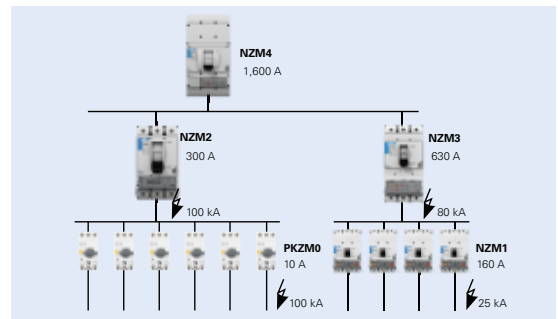 NZM4
1,600 A
NZM2
300 A
NZM3
630 A
100 kA
80 kA
PKZM0
10 A
NZM1
160 A
100 kA
25 kA